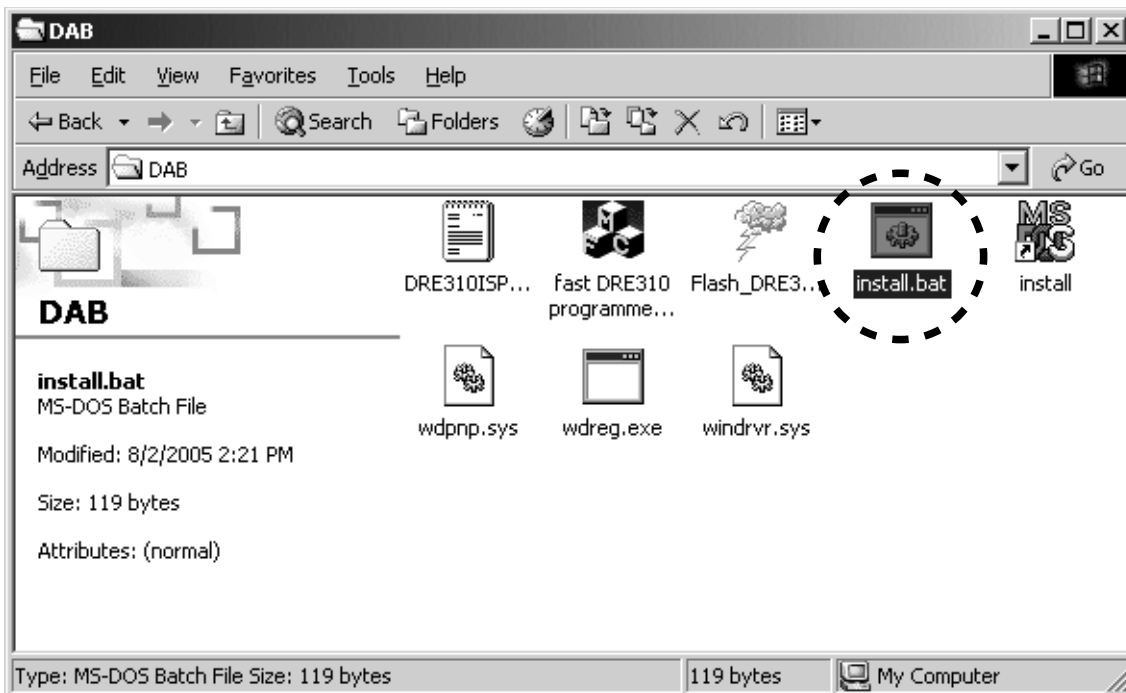 DAB
File Edit View Favorites Tools Help
Back Search Folders
Address DAB Go
DAB
install.bat
MS-DOS Batch File
Modified: 8/2/2005 2:21 PM
Size: 119 bytes
Attributes: (normal)
DRE310ISP... fast DRE310 programme... Flash_DRE3... install.bat MS DOS install
wdpnp.sys wdreg.exe windrvr.sys
Type: MS-DOS Batch File Size: 119 bytes 119 bytes My Computer